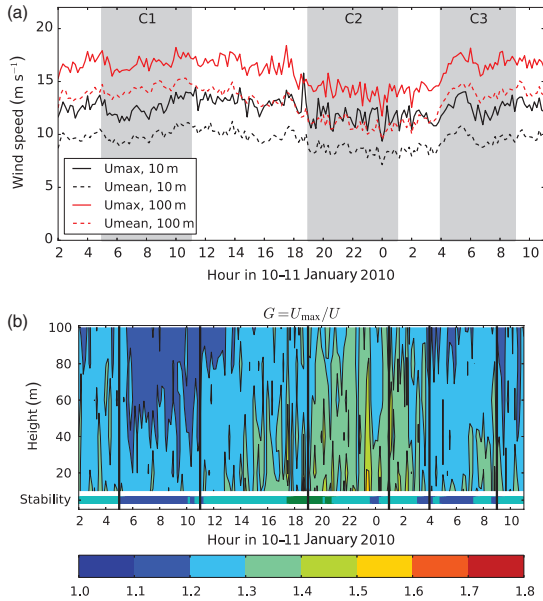 (a)
C1 C2 C3
Wind speed (m s⁻¹)
22
20
15
10
5
0
Umax, 10 m
Umean, 10 m
Umax, 100 m
Umean, 100 m
2 4 6 8 10 12 14 16 18 20 22 0 2 4 6 8 10
Hour in 10–11 January 2010
(b)
G=Umax/U
Height (m)
100
80
60
40
20
Stability
2 4 6 8 10 12 14 16 18 20 22 0 2 4 6 8 10
Hour in 10–11 January 2010
1.0 1.1 1.2 1.3 1.4 1.5 1.6 1.7 1.8